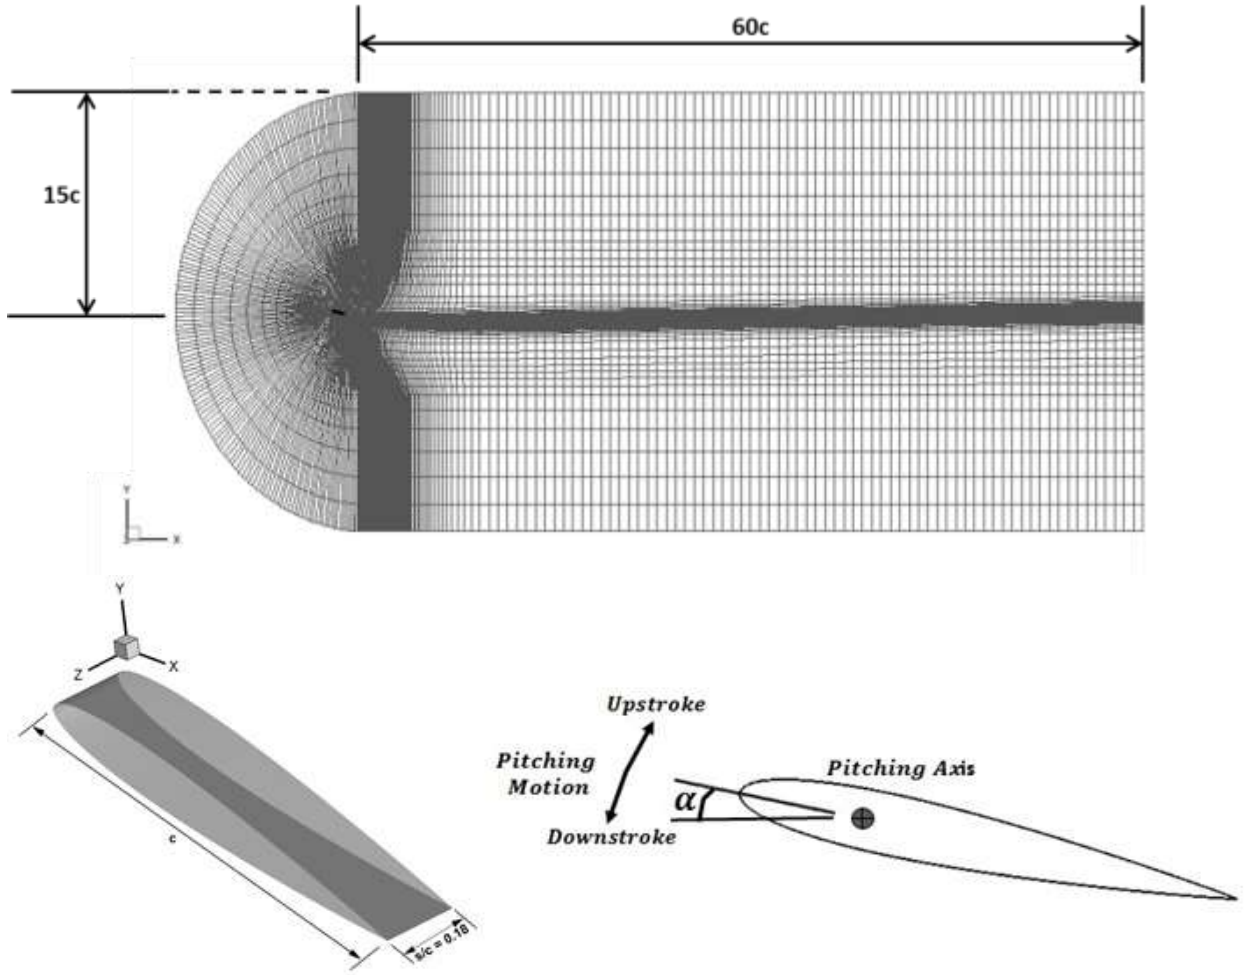 60c
15c
Y
X
Y
Z
X
c
s/c = 0.18
Upstroke
Pitching
Motion
α
Downstroke
Pitching Axis